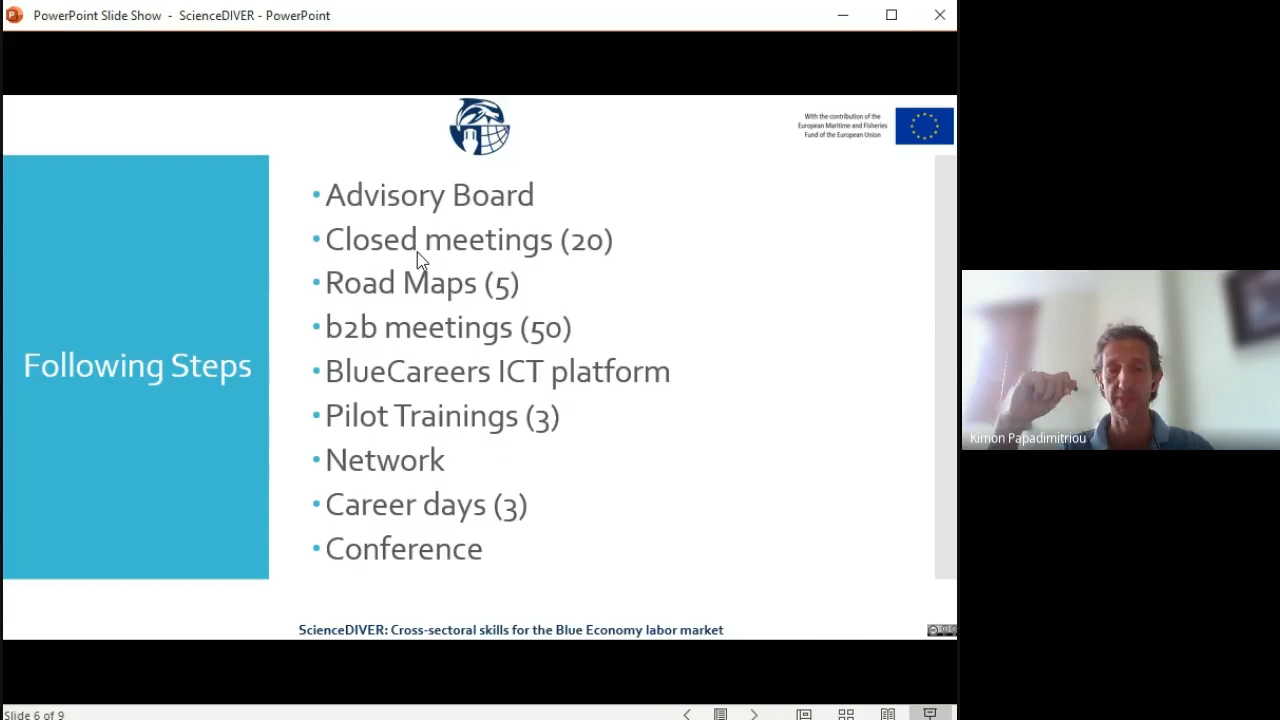 PowerPoint Slide Show - ScienceDIVER - PowerPoint
With the contribution of the
European Maritime and Fisheries
Fund of the European Union
Following Steps
• Advisory Board
• Closed meetings (20)
• Road Maps (5)
• b2b meetings (50)
• BlueCareers ICT platform
• Pilot Trainings (3)
• Network
• Career days (3)
• Conference
Kimon Papadimitriou
ScienceDIVER: Cross-sectoral skills for the Blue Economy labor market
Slide 6 of 9